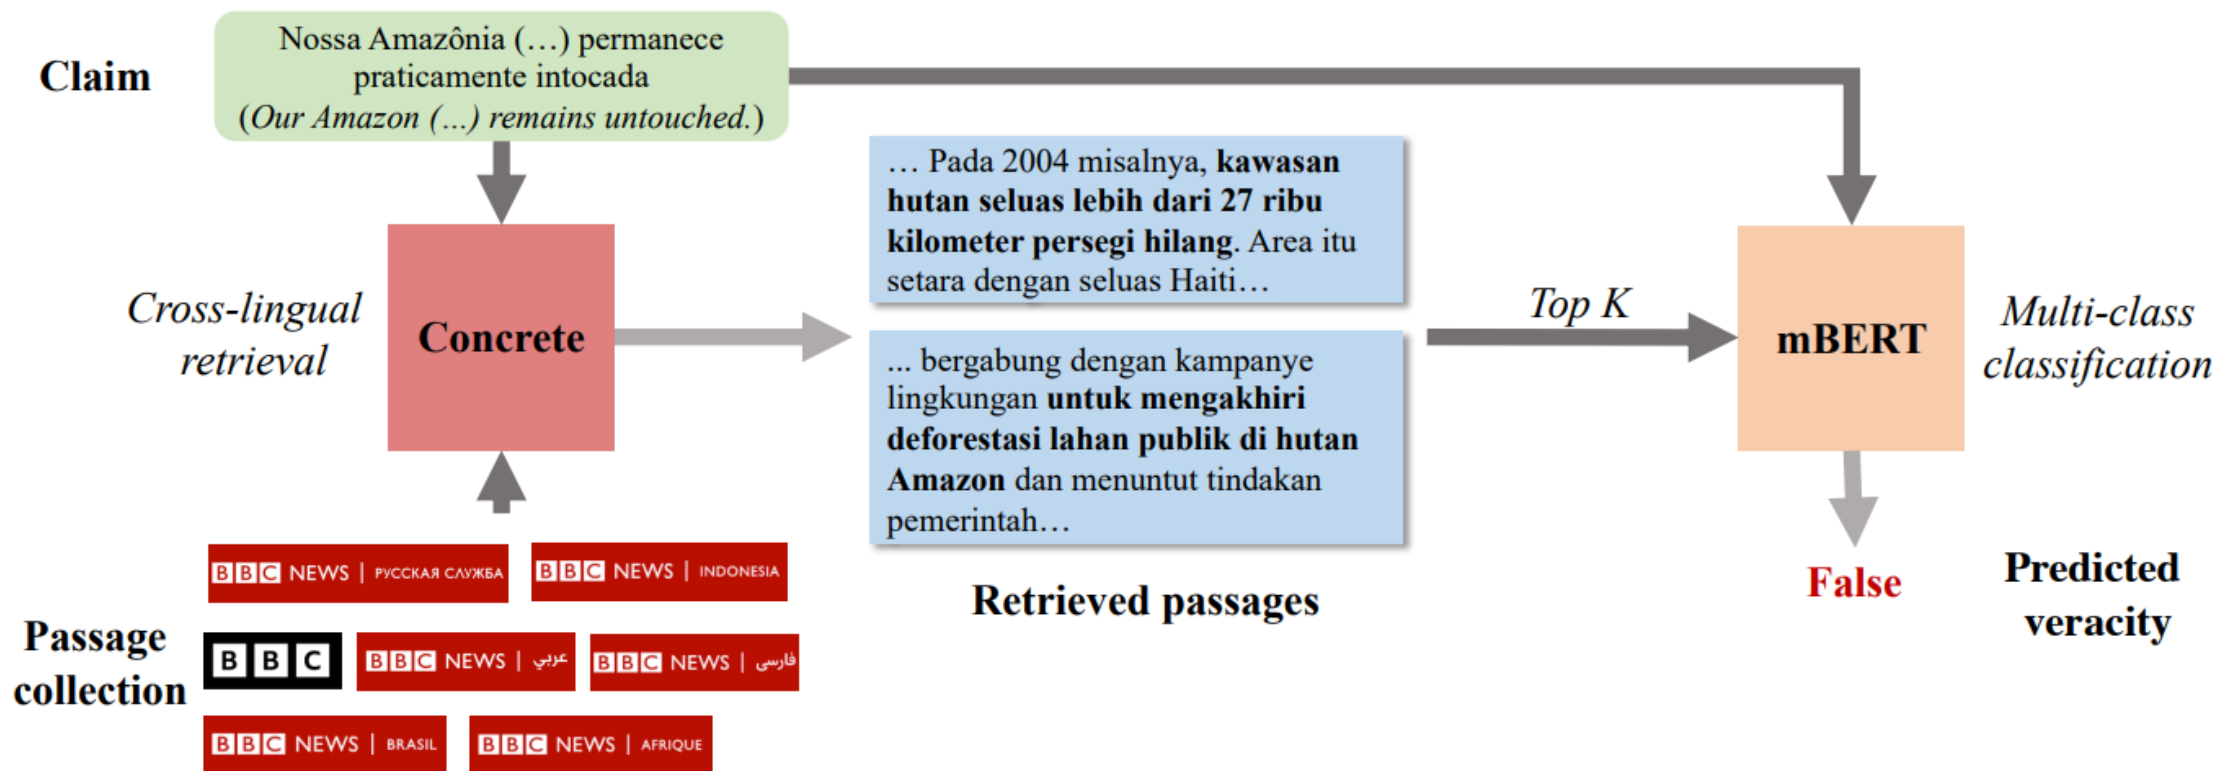 Claim
Nossa Amazônia (…) permanece
praticamente intocada
(Our Amazon (...) remains untouched.)
Cross-lingual
retrieval
Concrete
… Pada 2004 misalnya, kawasan
hutan seluas lebih dari 27 ribu
kilometer persegi hilang. Area itu
setara dengan seluas Haiti…
... bergabung dengan kampanye
lingkungan untuk mengakhiri
deforestasi lahan publik di hutan
Amazon dan menuntut tindakan
pemerintah…
Retrieved passages
Top K
mBERT
Multi-class
classification
False
Predicted
veracity
Passage
collection
BBC NEWS | РУССКАЯ СЛУЖБА
BBC NEWS | INDONESIA
BBC
BBC NEWS | عربي
BBC NEWS | فارسی
BBC NEWS | BRASIL
BBC NEWS | AFRIQUE